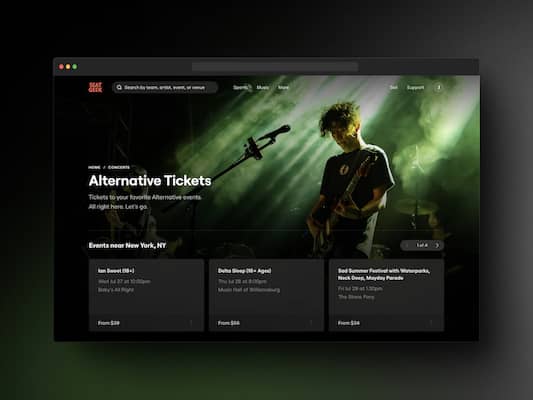 SEAT
GEEK
Search by team, artist, event, or venue
Sports
Music
More
Sell
Support
HOME / CONCERTS
Alternative Tickets
Tickets to your favorite Alternative events.
All right here. Let's go.
Events near New York, NY
1 of 4
Ian Sweet (18+)
Wed Jul 27 at 10:00pm
Baby's All Right
From $29
Delta Sleep (18+ Ages)
Thu Jul 28 at 8:00pm
Music Hall of Williamsburg
From $56
Sad Summer Festival with Waterparks,
Neck Deep, Mayday Parade
Fri Jul 29 at 1:30pm
The Stone Pony
From $34